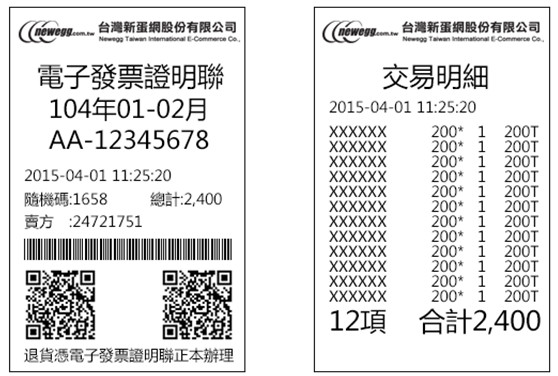 newegg.com.tw 台灣新蛋網股份有限公司
Newegg Taiwan International E-Commerce Co.,
電子發票證明聯
104年01-02月
AA-12345678
2015-04-01 11:25:20
隨機碼:1658 總計:2,400
賣方 :24721751
退貨憑電子發票證明聯正本辦理
newegg.com.tw 台灣新蛋網股份有限公司
Newegg Taiwan International E-Commerce Co.,
交易明細
2015-04-01 11:25:20
XXXXXX 200* 1 200T
XXXXXX 200* 1 200T
XXXXXX 200* 1 200T
XXXXXX 200* 1 200T
XXXXXX 200* 1 200T
XXXXXX 200* 1 200T
XXXXXX 200* 1 200T
XXXXXX 200* 1 200T
XXXXXX 200* 1 200T
XXXXXX 200* 1 200T
XXXXXX 200* 1 200T
XXXXXX 200* 1 200T
12項 合計2,400